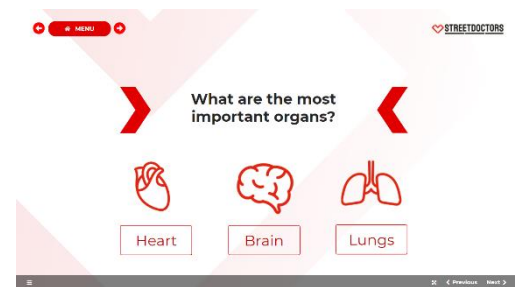 MENU
STREETDOCTORS
What are the most
important organs?
Heart
Brain
Lungs
Previous
Next